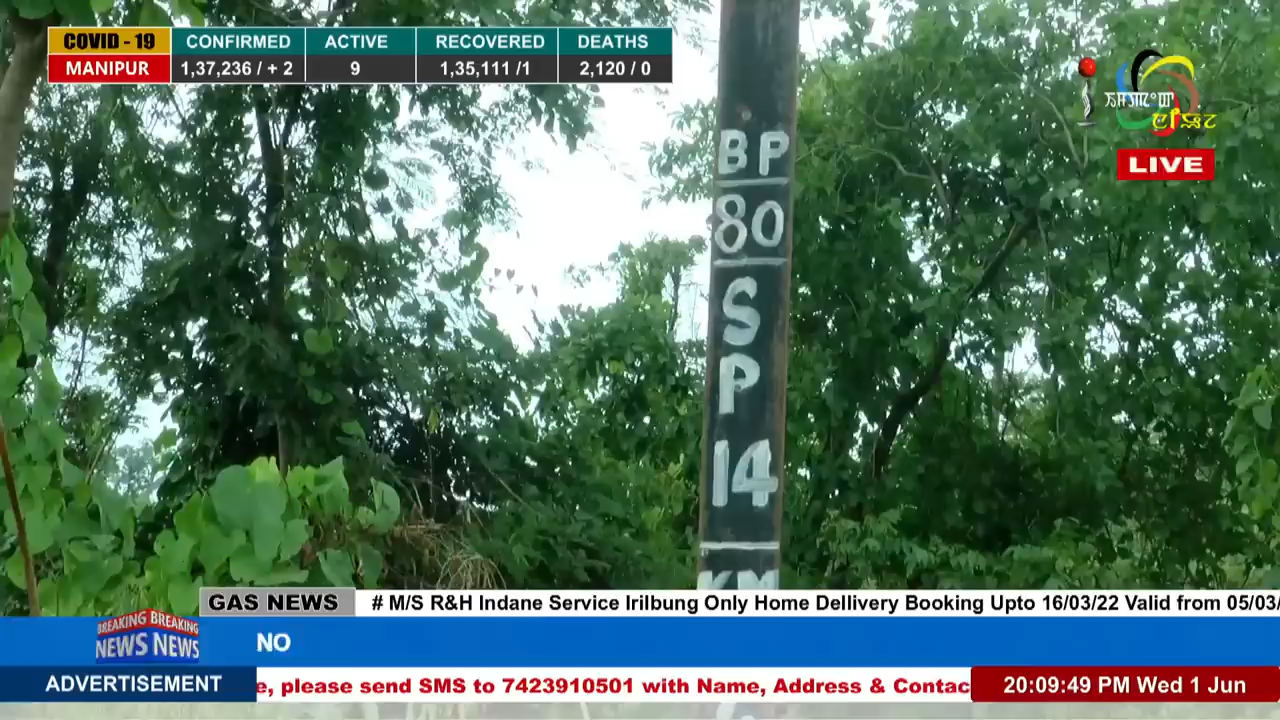 COVID - 19 CONFIRMED ACTIVE RECOVERED DEATHS
MANIPUR 1,37,236 / + 2 9 1,35,111 /1 2,120 / 0
LIVE
BP
80
S
P
14
KM
GAS NEWS # M/S R&H Indane Service Irilbung Only Home Dellivery Booking Upto 16/03/22 Valid from 05/03/
BREAKING BREAKING
NEWS NEWS
NO
ADVERTISEMENT e, please send SMS to 7423910501 with Name, Address & Contac 20:09:49 PM Wed 1 Jun